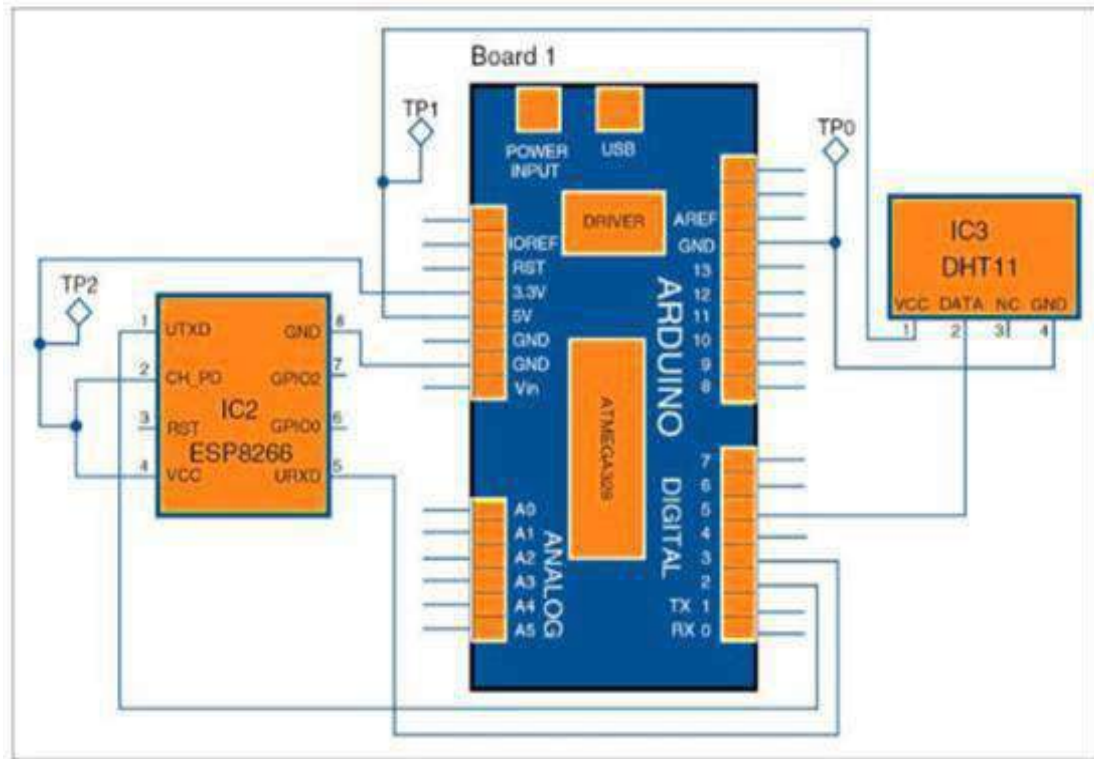 Board 1
TP1
TP0
TP2
POWER
INPUT
USB
DRIVER
IOREF
RST
3.3V
5V
GND
GND
Vin
AREF
GND
13
12
11
10
9
8
ARDUINO
ATMEGA328
7
6
5
4
3
2
TX 1
RX 0
DIGITAL
A0
A1
A2
A3
A4
A5
ANALOG
1 UTXD GND 8
2 CH_PD GPIO2 7
IC2
3 RST GPIO0 6
ESP8266
4 VCC URXD 5
IC3
DHT11
VCC DATA NC GND
1 2 3 4